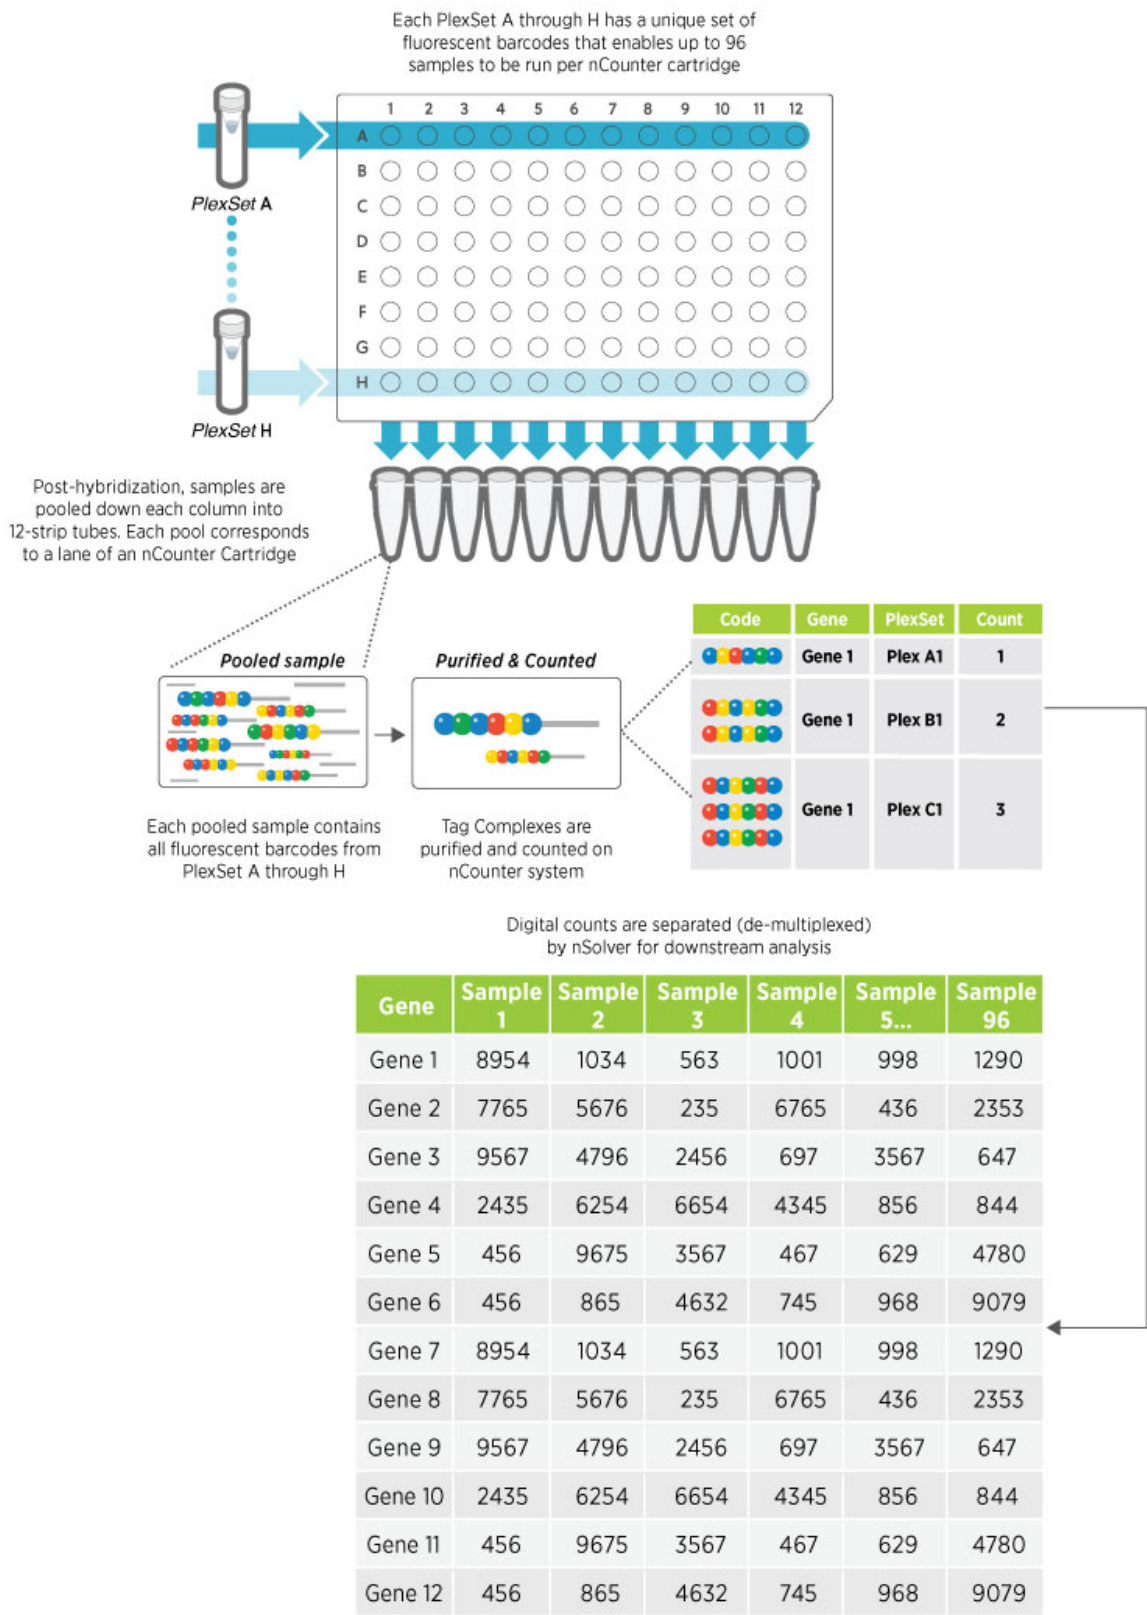 Each PlexSet A through H has a unique set of
fluorescent barcodes that enables up to 96
samples to be run per nCounter cartridge
1 2 3 4 5 6 7 8 9 10 11 12
A
B
C
D
E
F
G
H
PlexSet A
PlexSet H
Post-hybridization, samples are
pooled down each column into
12-strip tubes. Each pool corresponds
to a lane of an nCounter Cartridge
Pooled sample
Purified & Counted
Each pooled sample contains
all fluorescent barcodes from
PlexSet A through H
Tag Complexes are
purified and counted on
nCounter system
Code Gene PlexSet Count
Gene 1 Plex A1 1
Gene 1 Plex B1 2
Gene 1 Plex C1 3
Digital counts are separated (de-multiplexed)
by nSolver for downstream analysis
Gene Sample 1 Sample 2 Sample 3 Sample 4 Sample 5... Sample 96
Gene 1 8954 1034 563 1001 998 1290
Gene 2 7765 5676 235 6765 436 2353
Gene 3 9567 4796 2456 697 3567 647
Gene 4 2435 6254 6654 4345 856 844
Gene 5 456 9675 3567 467 629 4780
Gene 6 456 865 4632 745 968 9079
Gene 7 8954 1034 563 1001 998 1290
Gene 8 7765 5676 235 6765 436 2353
Gene 9 9567 4796 2456 697 3567 647
Gene 10 2435 6254 6654 4345 856 844
Gene 11 456 9675 3567 467 629 4780
Gene 12 456 865 4632 745 968 9079